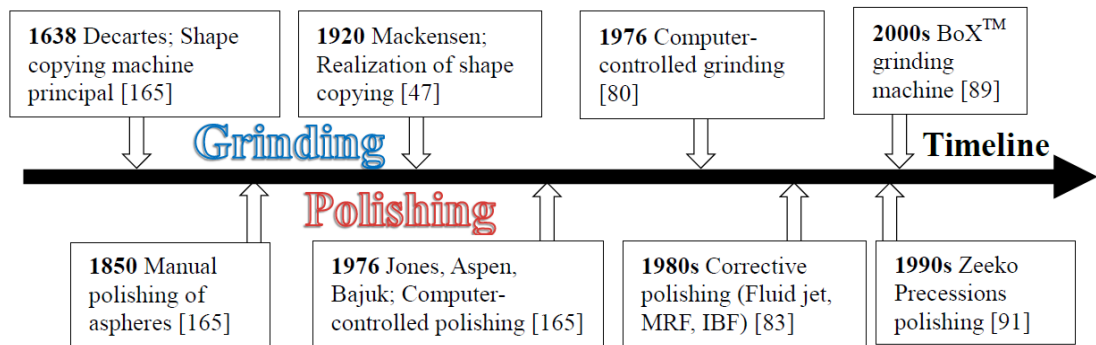 1638 Decartes; Shape
copying machine
principal [165]
1920 Mackensen;
Realization of shape
copying [47]
1976 Computer-
controlled grinding
[80]
2000s BoX™
grinding
machine [89]
Grinding
Timeline
Polishing
1850 Manual
polishing of
aspheres [165]
1976 Jones, Aspen,
Bajuk; Computer-
controlled polishing [165]
1980s Corrective
polishing (Fluid jet,
MRF, IBF) [83]
1990s Zeeko
Precessions
polishing [91]